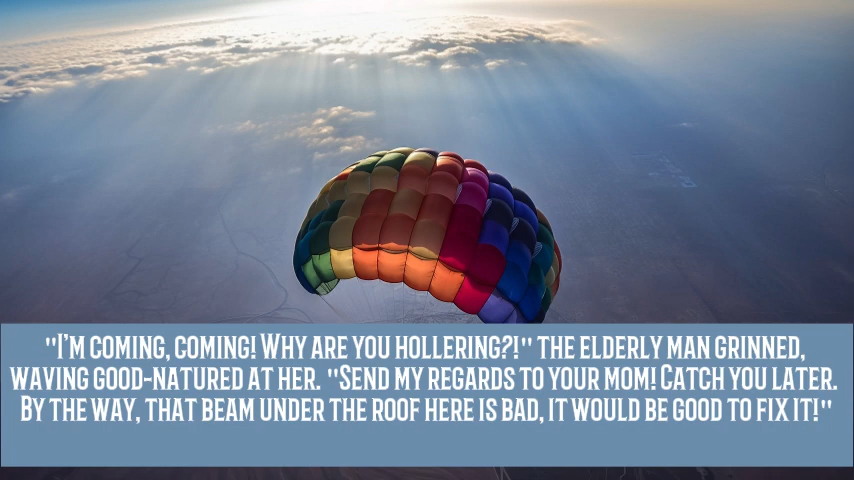 "I'm coming, coming! Why are you hollering?!" the elderly man grinned,
waving good-natured at her. "Send my regards to your mom! Catch you later.
By the way, that beam under the roof here is bad, it would be good to fix it!"